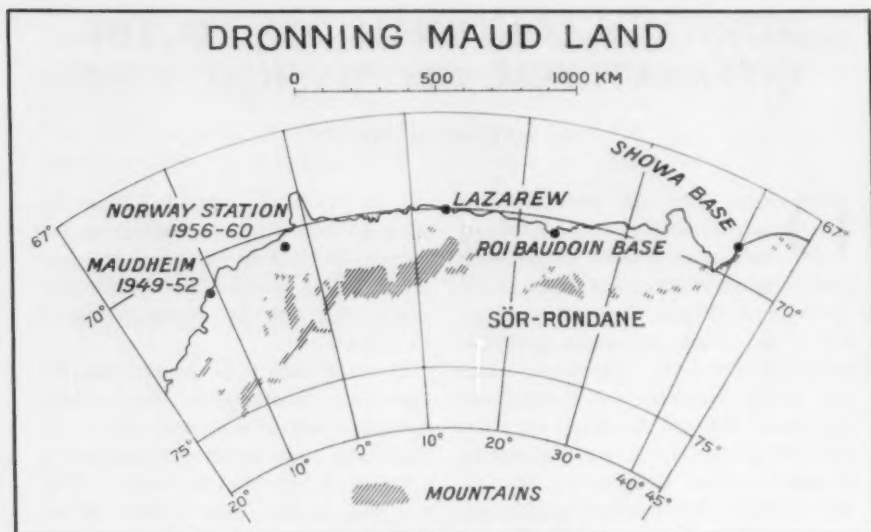 DRONNING MAUD LAND
0 500 1000 KM
SHOWA BASE
NORWAY STATION
1956-60
LAZAREW
67°
67°
MAUDHEIM
1949-52
ROI BAUDOIN BASE
70°
70°
SÖR-RONDANE
75°
75°
20°
10°
0°
10°
20°
30°
40°
45°
MOUNTAINS